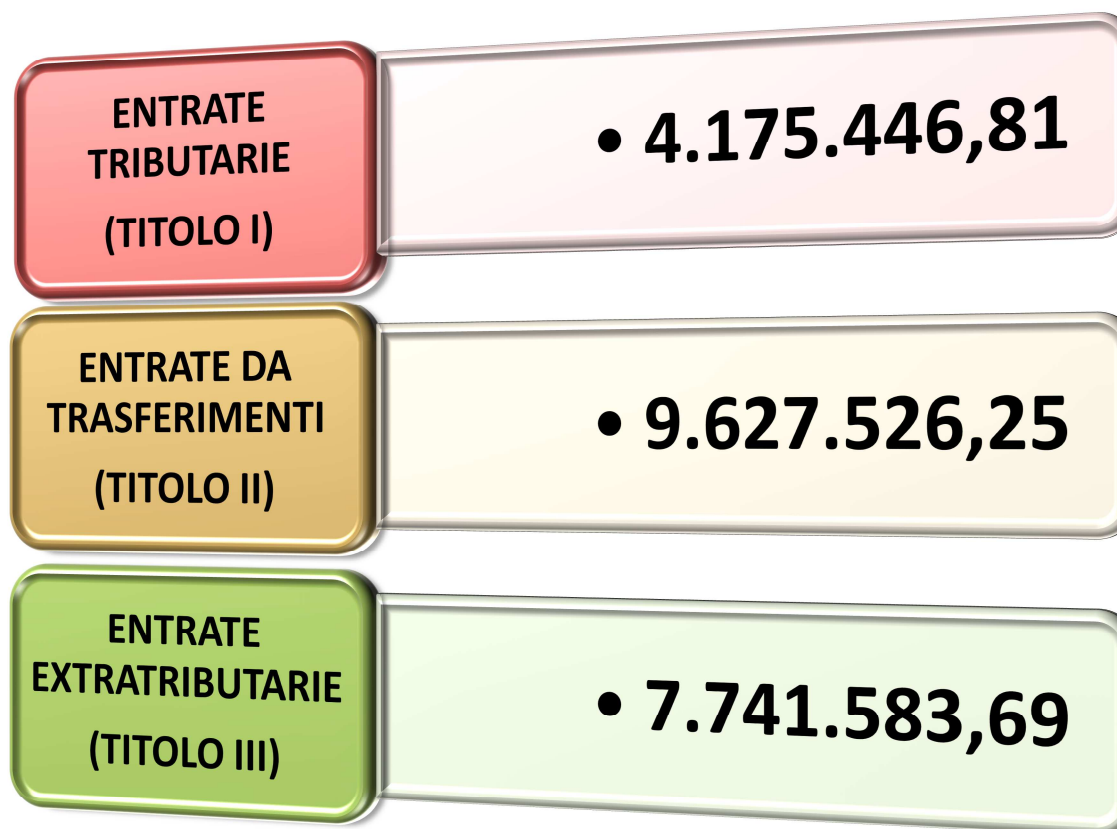 ENTRATE
TRIBUTARIE
(TITOLO I)
• 4.175.446,81
ENTRATE DA
TRASFERIMENTI
(TITOLO II)
• 9.627.526,25
ENTRATE
EXTRATRIBUTARIE
(TITOLO III)
• 7.741.583,69